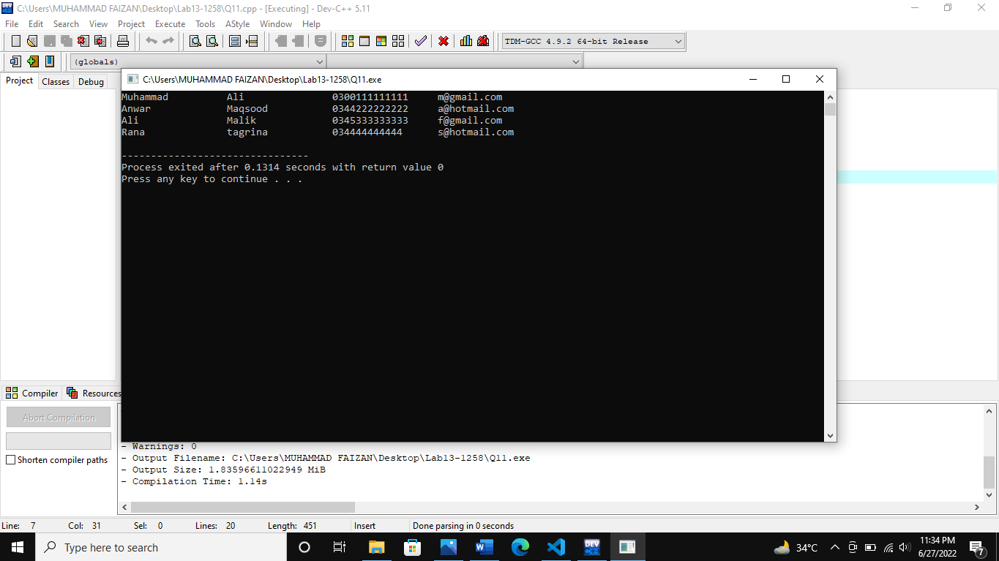 C:\Users\MUHAMMAD FAIZAN\Desktop\Lab13-1258\Q11.cpp - [Executing] - Dev-C++ 5.11
File Edit Search View Project Execute Tools AStyle Window Help
TDM-GCC 4.9.2 64-bit Release
(globals)
Project Classes Debug
C:\Users\MUHAMMAD FAIZAN\Desktop\Lab13-1258\Q11.exe
Muhammad Ali 0300111111111 m@gmail.com
Anwar Maqsood 0344222222222 a@hotmail.com
Ali Malik 0345333333333 f@gmail.com
Rana tagrina 034444444444 s@hotmail.com
--------------------------------
Process exited after 0.1314 seconds with return value 0
Press any key to continue . . .
Compiler Resources
Abort Compilation
Shorten compiler paths
- Warnings: 0
- Output Filename: C:\Users\MUHAMMAD FAIZAN\Desktop\Lab13-1258\Q11.exe
- Output Size: 1.83596611022949 MiB
- Compilation Time: 1.14s
Line: 7 Col: 31 Sel: 0 Lines: 20 Length: 451 Insert Done parsing in 0 seconds
Type here to search
DEV
34°C
11:34 PM
6/27/2022
7